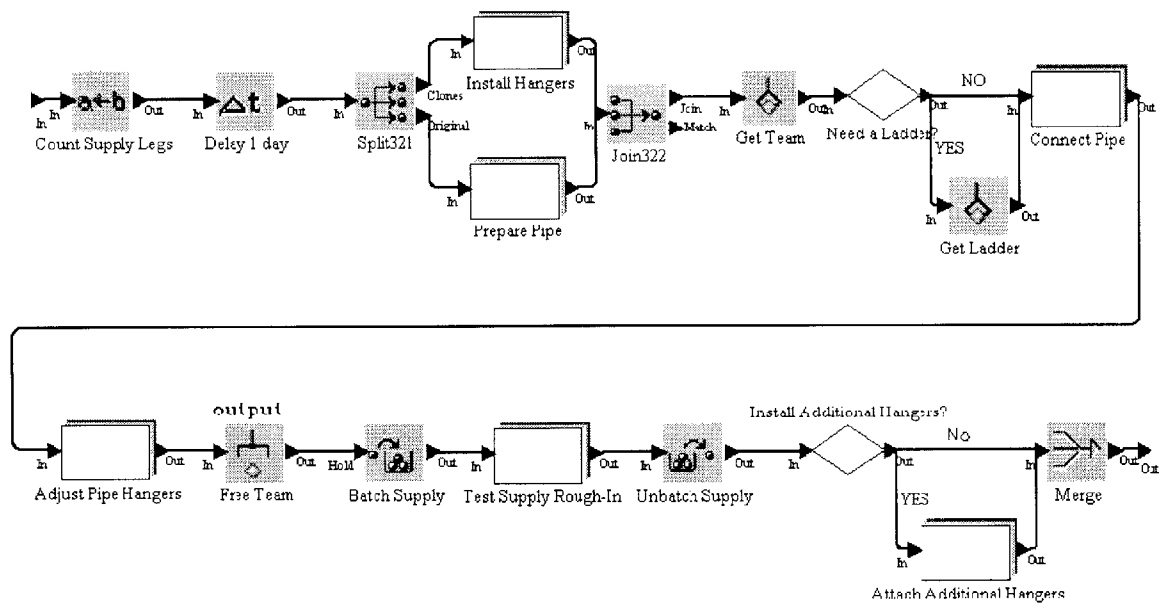 In
In
Out
Count Supply Legs
In
Out
Delay 1 day
In
Clones
Original
Split321
In
Out
Install Hangers
In
Out
Prepare Pipe
In
Join
Match
Join322
In
Out
Get Team
In
Out
Need a Ladder?
NO
YES
In
Out
Get Ladder
In
Out
Connect Pipe
In
Out
Adjust Pipe Hangers
output
In
Out
Free Team
Hold
Out
Batch Supply
In
Out
Test Supply Rough-In
In
Out
Unbatch Supply
Install Additional Hangers?
In
Out
No
YES
In
Out
Attach Additional Hangers
In
Out
Out
Merge